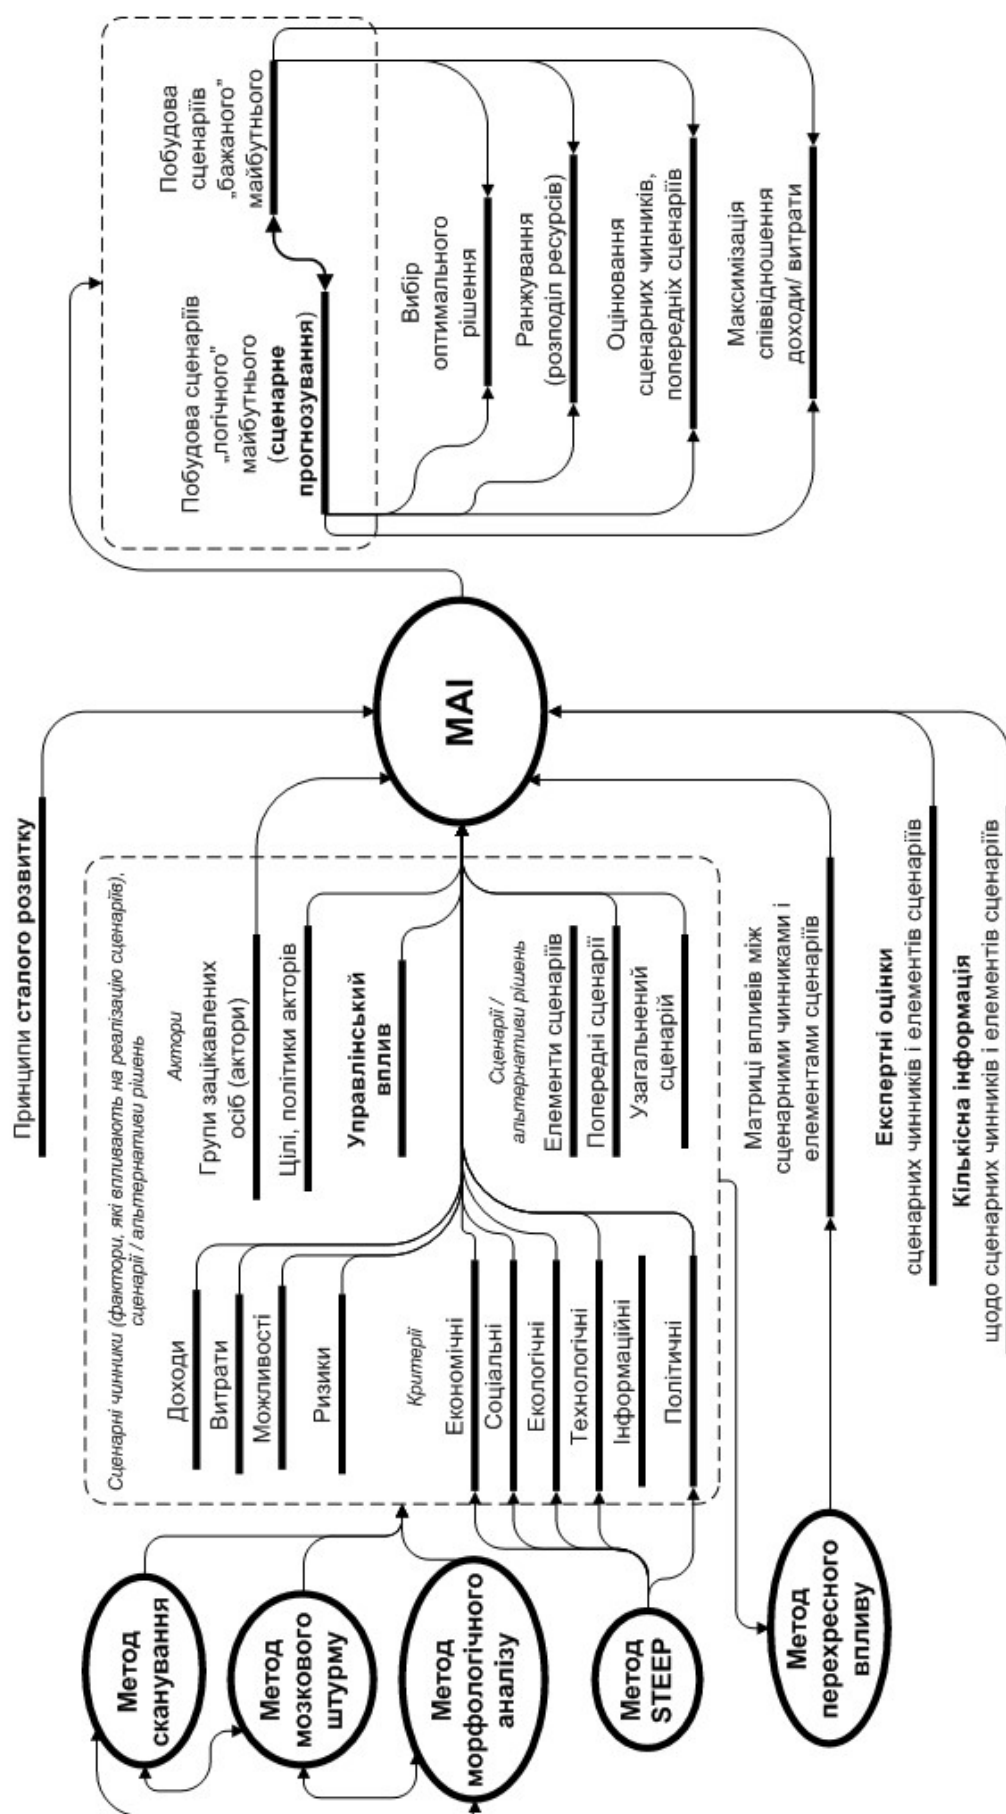 Принципи сталого розвитку
Сценарні чинники (фактори, які впливають на реалізацію сценаріїв),
сценарії / альтернативи рішень
Доходи
Витрати
Можливості
Ризики
Критерії
Економічні
Соціальні
Екологічні
Технологічні
Інформаційні
Політичні
Актори
Групи зацікавлених
осіб (актори)
Цілі, політики акторів
Управлінський
вплив
Сценарії /
альтернативи рішень
Елементи сценаріїв
Попередні сценарії
Узагальнений
сценарій
Метод
сканування
Метод
мозкового
штурму
Метод
морфологічного
аналізу
Метод
STEEP
Метод
перехресного
впливу
Матриці впливів між
сценарними чинниками і
елементами сценаріїв
Експертні оцінки
сценарних чинників і елементів сценаріїв
Кількісна інформація
щодо сценарних чинників і елементів сценаріїв
МАІ
Побудова сценаріїв
„логічного”
майбутнього
(сценарне
прогнозування)
Побудова
сценаріїв
„бажаного”
майбутнього
Вибір
оптимального
рішення
Ранжування
(розподіл ресурсів)
Оцінювання
сценарних чинників,
попередніх сценаріїв
Максимізація
співвідношення
доходи/ витрати